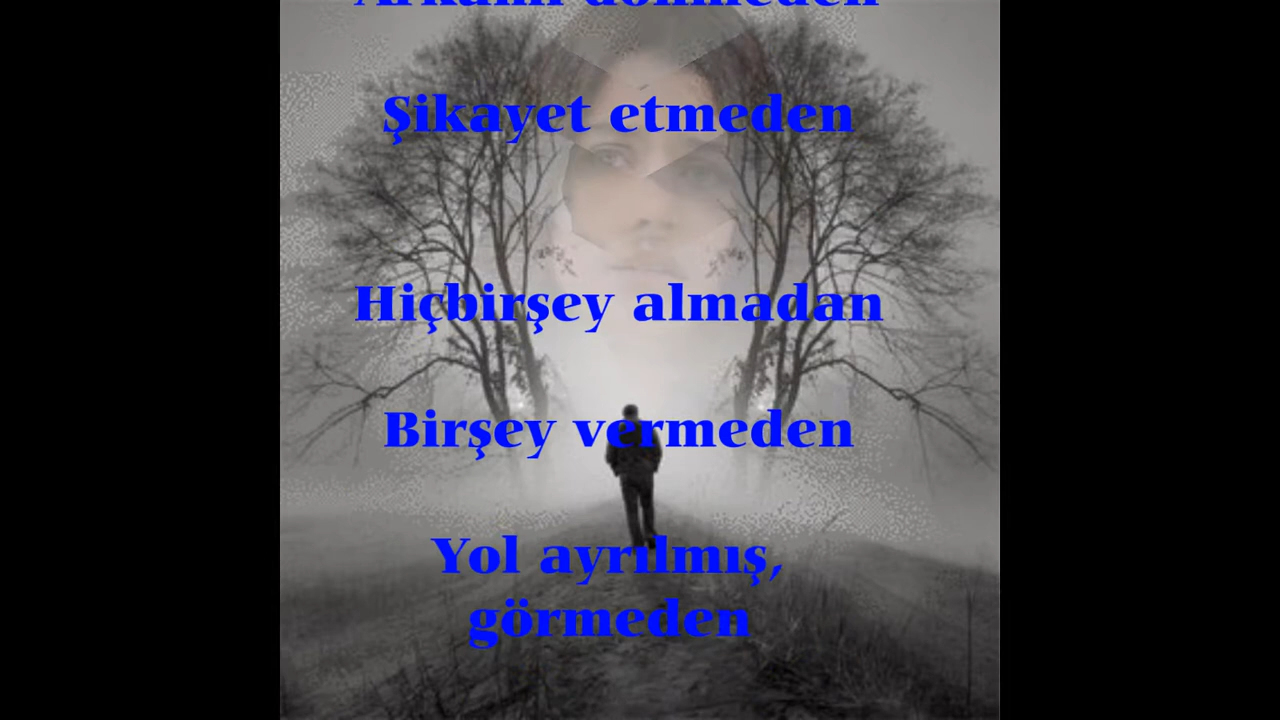 Şikayet etmeden
Hiçbirşey almadan
Birşey vermeden
Yol ayrılmış,
görmeden